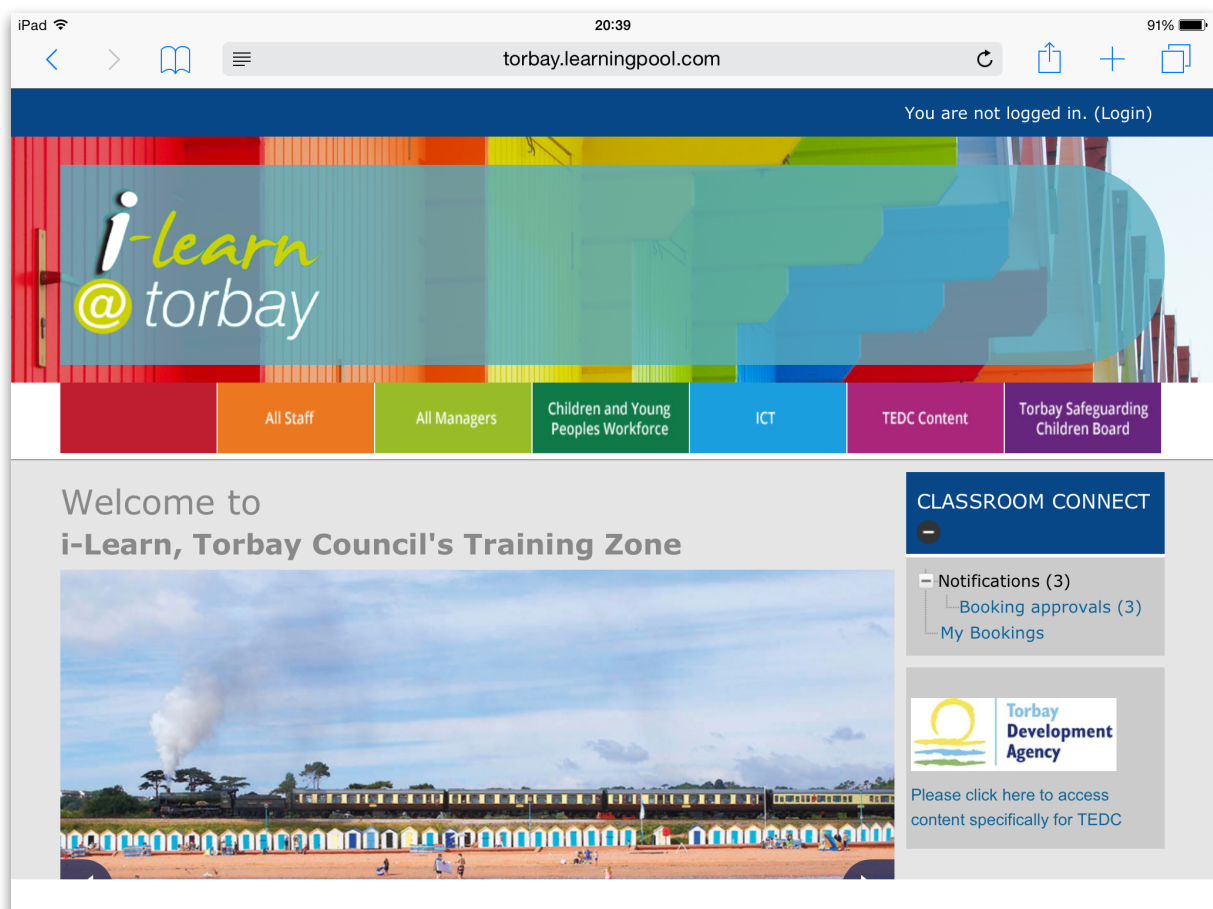 iPad
20:39
91%
torbay.learningpool.com
You are not logged in. (Login)
i-learn
@ torbay
All Staff
All Managers
Children and Young
Peoples Workforce
ICT
TEDC Content
Torbay Safeguarding
Children Board
Welcome to
i-Learn, Torbay Council's Training Zone
CLASSROOM CONNECT
Notifications (3)
Booking approvals (3)
My Bookings
Torbay
Development
Agency
Please click here to access
content specifically for TEDC